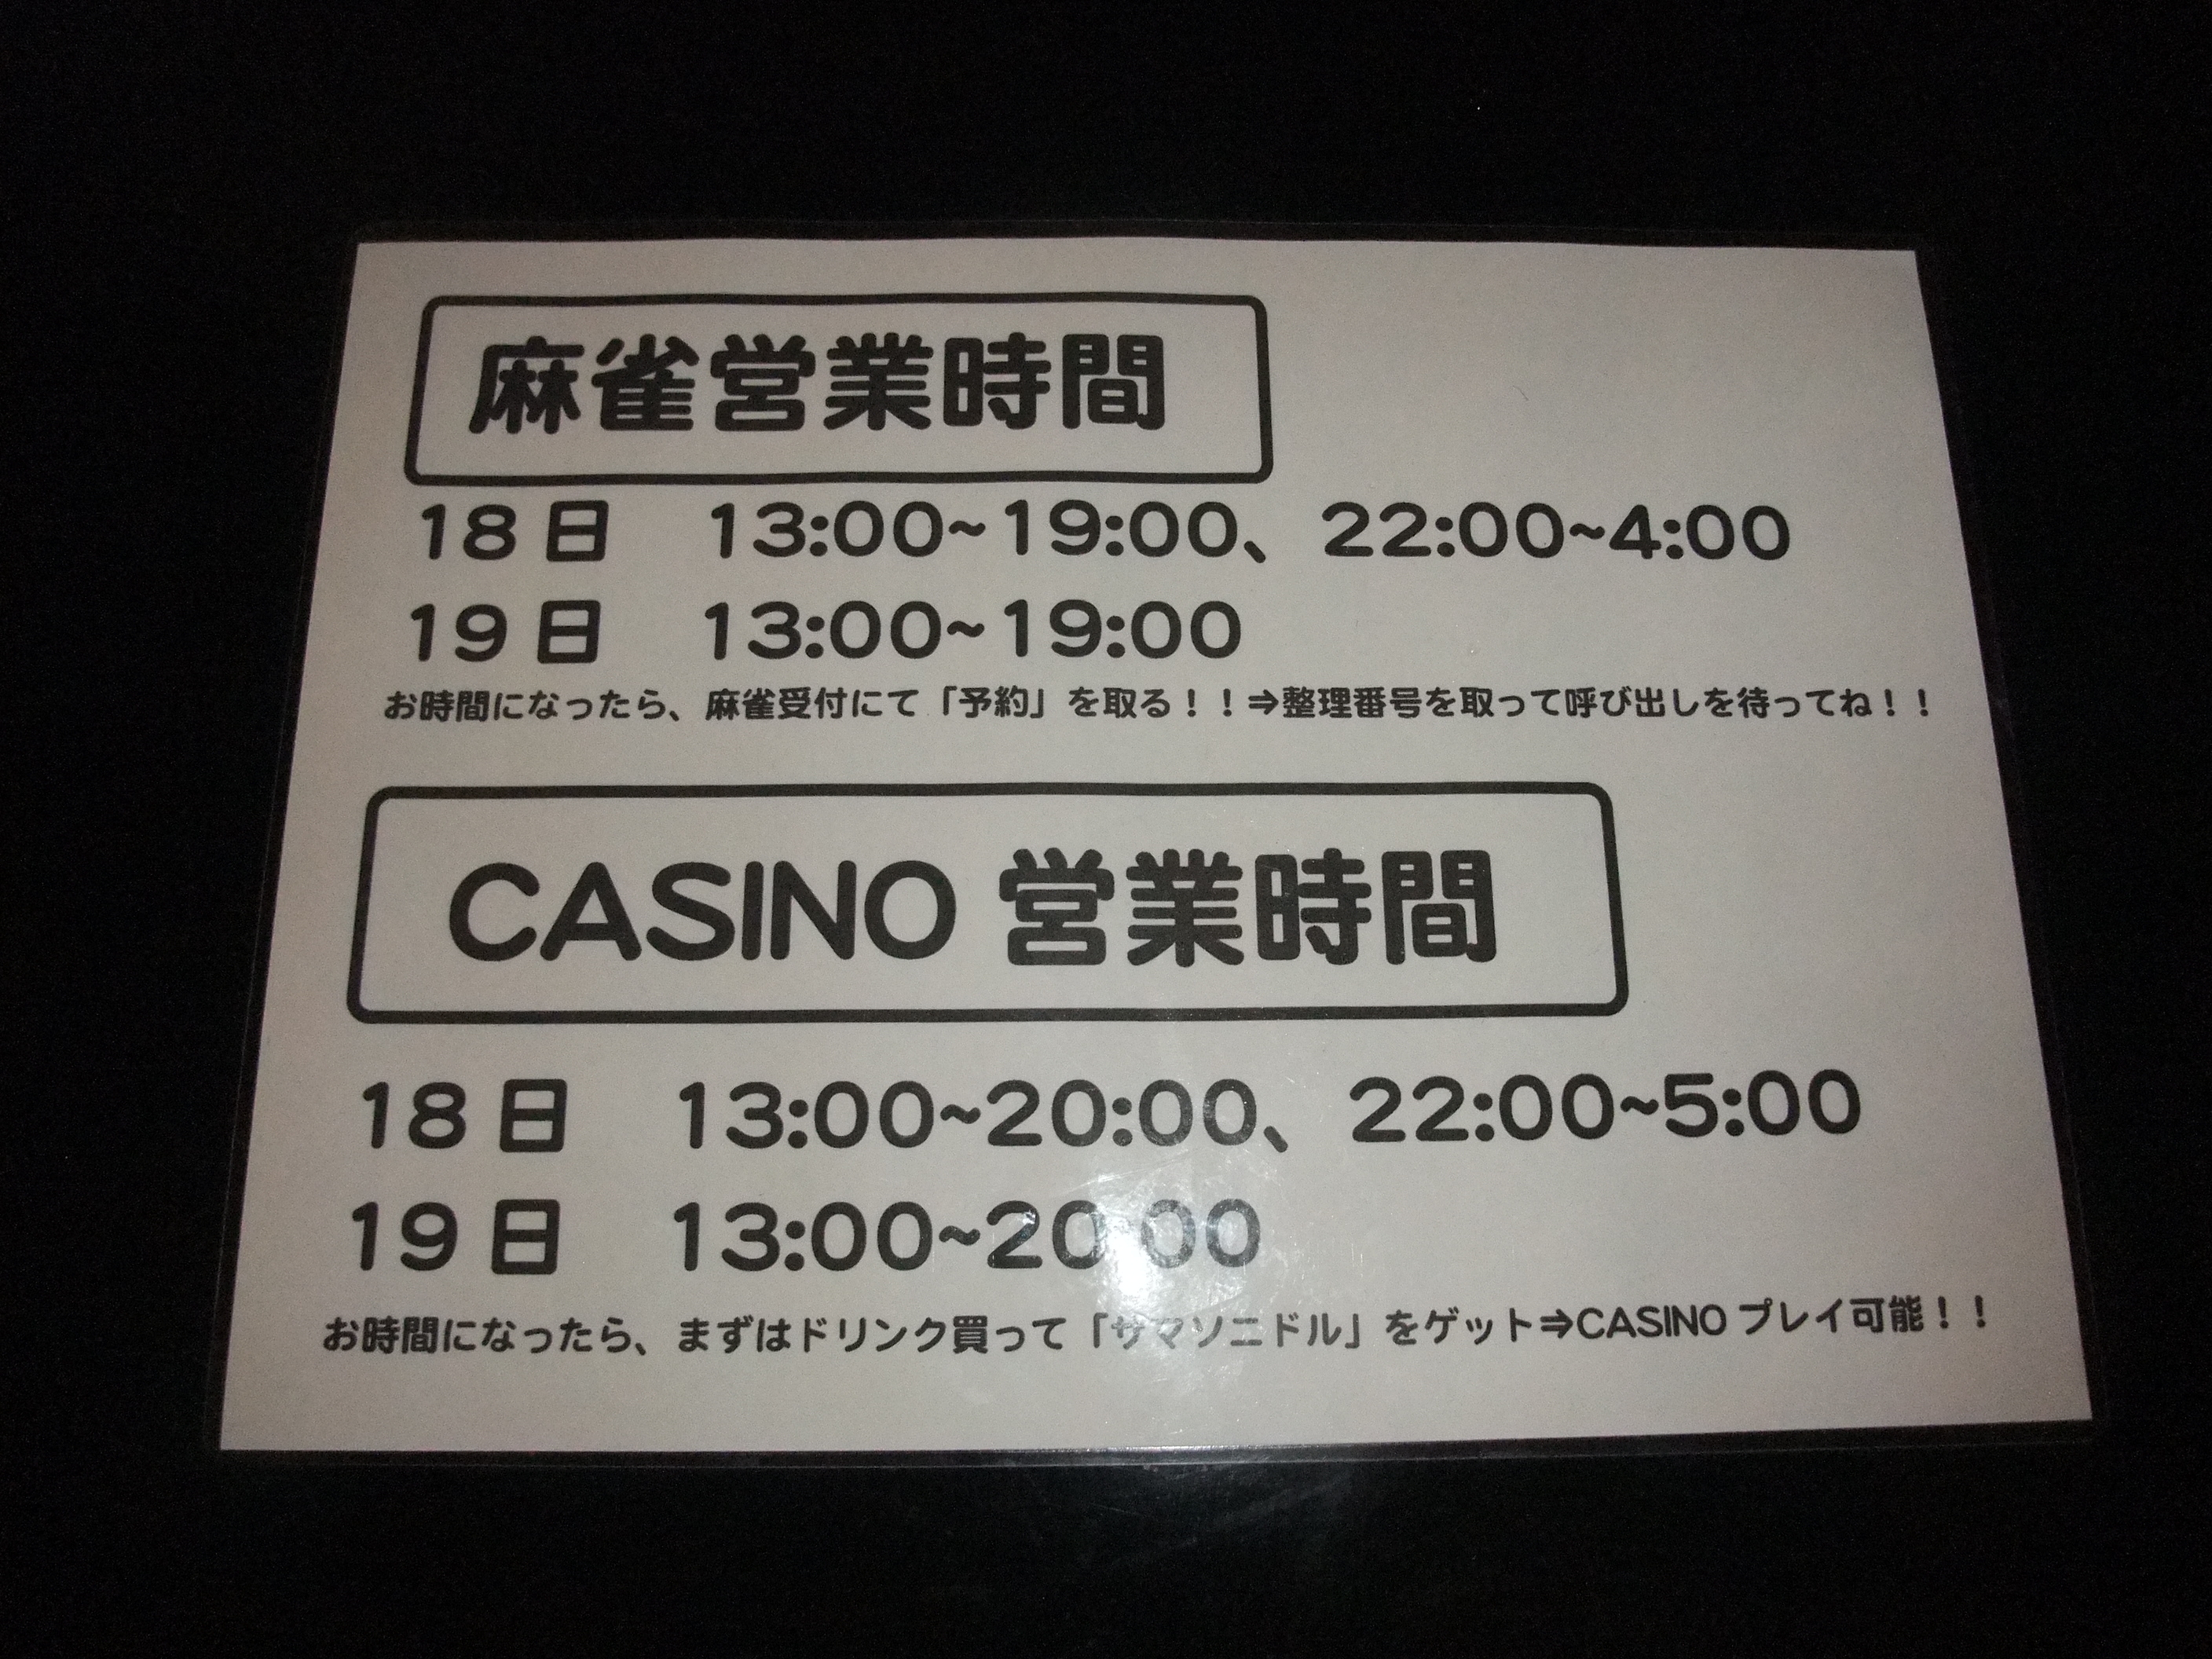 麻雀営業時間
18日　13:00~19:00、22:00~4:00
19日　13:00~19:00
お時間になったら、麻雀受付にて「予約」を取る！！⇒整理番号を取って呼び出しを待ってね！！
CASINO 営業時間
18日　13:00~20:00、22:00~5:00
19日　13:00~20:00
お時間になったら、まずはドリンク買って「サマソニドル」をゲット⇒CASINO プレイ可能！！